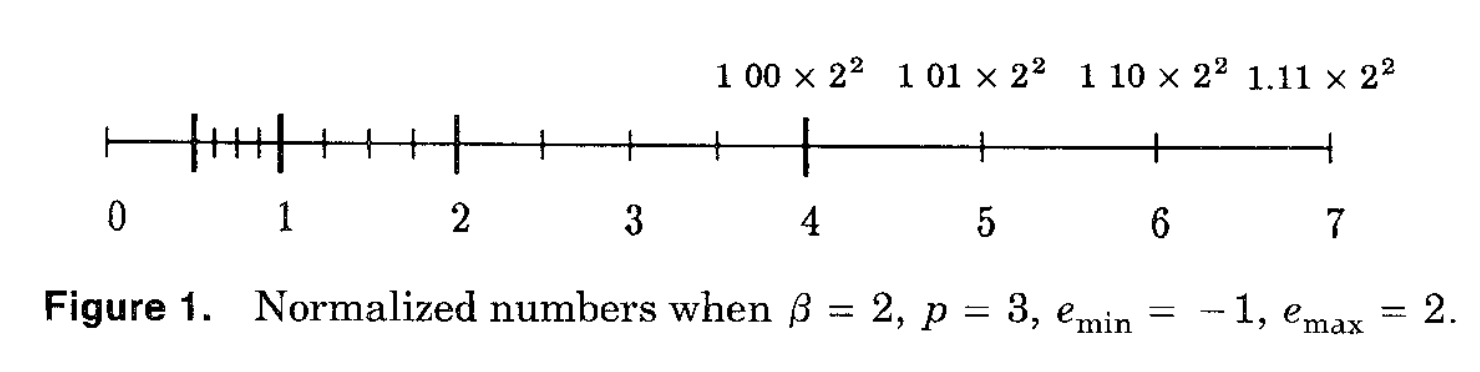 1 00 × 2² 1 01 × 2² 1 10 × 2² 1.11 × 2²
0 1 2 3 4 5 6 7
Figure 1. Normalized numbers when β = 2, p = 3, e_min = −1, e_max = 2.